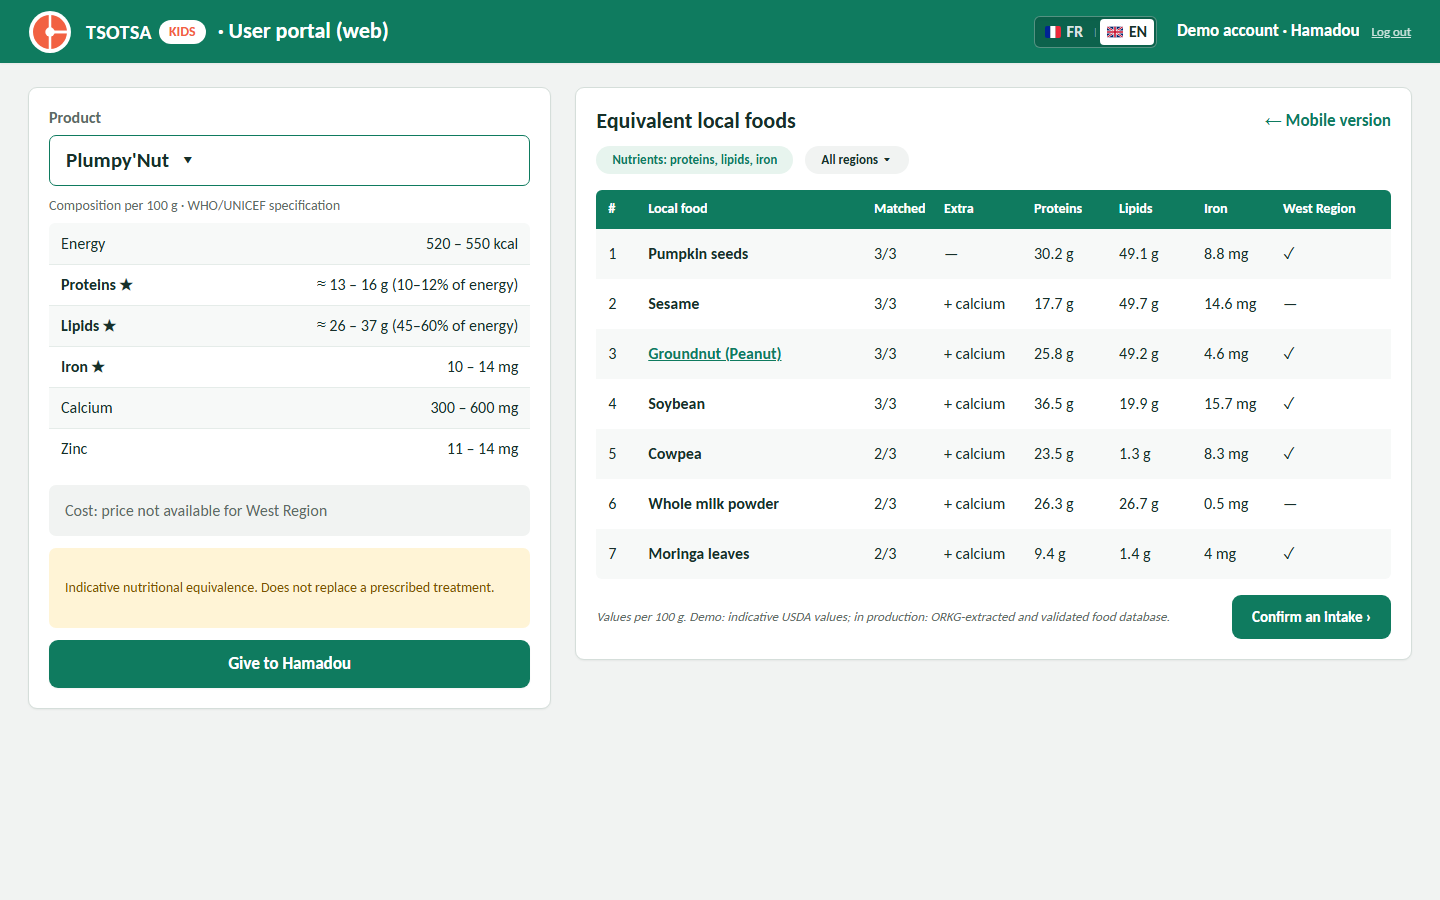 TSOTSA KIDS · User portal (web)
FR EN Demo account · Hamadou Log out
Product
Plumpy'Nut ▼
Composition per 100 g · WHO/UNICEF specification
Energy 520 – 550 kcal
Proteins ★ ≈ 13 – 16 g (10–12% of energy)
Lipids ★ ≈ 26 – 37 g (45–60% of energy)
Iron ★ 10 – 14 mg
Calcium 300 – 600 mg
Zinc 11 – 14 mg
Cost: price not available for West Region
Indicative nutritional equivalence. Does not replace a prescribed treatment.
Give to Hamadou
Equivalent local foods ← Mobile version
Nutrients: proteins, lipids, iron All regions ▾
# Local food Matched Extra Proteins Lipids Iron West Region
1 Pumpkin seeds 3/3 — 30.2 g 49.1 g 8.8 mg ✓
2 Sesame 3/3 + calcium 17.7 g 49.7 g 14.6 mg —
3 Groundnut (Peanut) 3/3 + calcium 25.8 g 49.2 g 4.6 mg ✓
4 Soybean 3/3 + calcium 36.5 g 19.9 g 15.7 mg ✓
5 Cowpea 2/3 + calcium 23.5 g 1.3 g 8.3 mg ✓
6 Whole milk powder 2/3 + calcium 26.3 g 26.7 g 0.5 mg —
7 Moringa leaves 2/3 + calcium 9.4 g 1.4 g 4 mg ✓
Values per 100 g. Demo: indicative USDA values; in production: ORKG-extracted and validated food database.
Confirm an intake ›